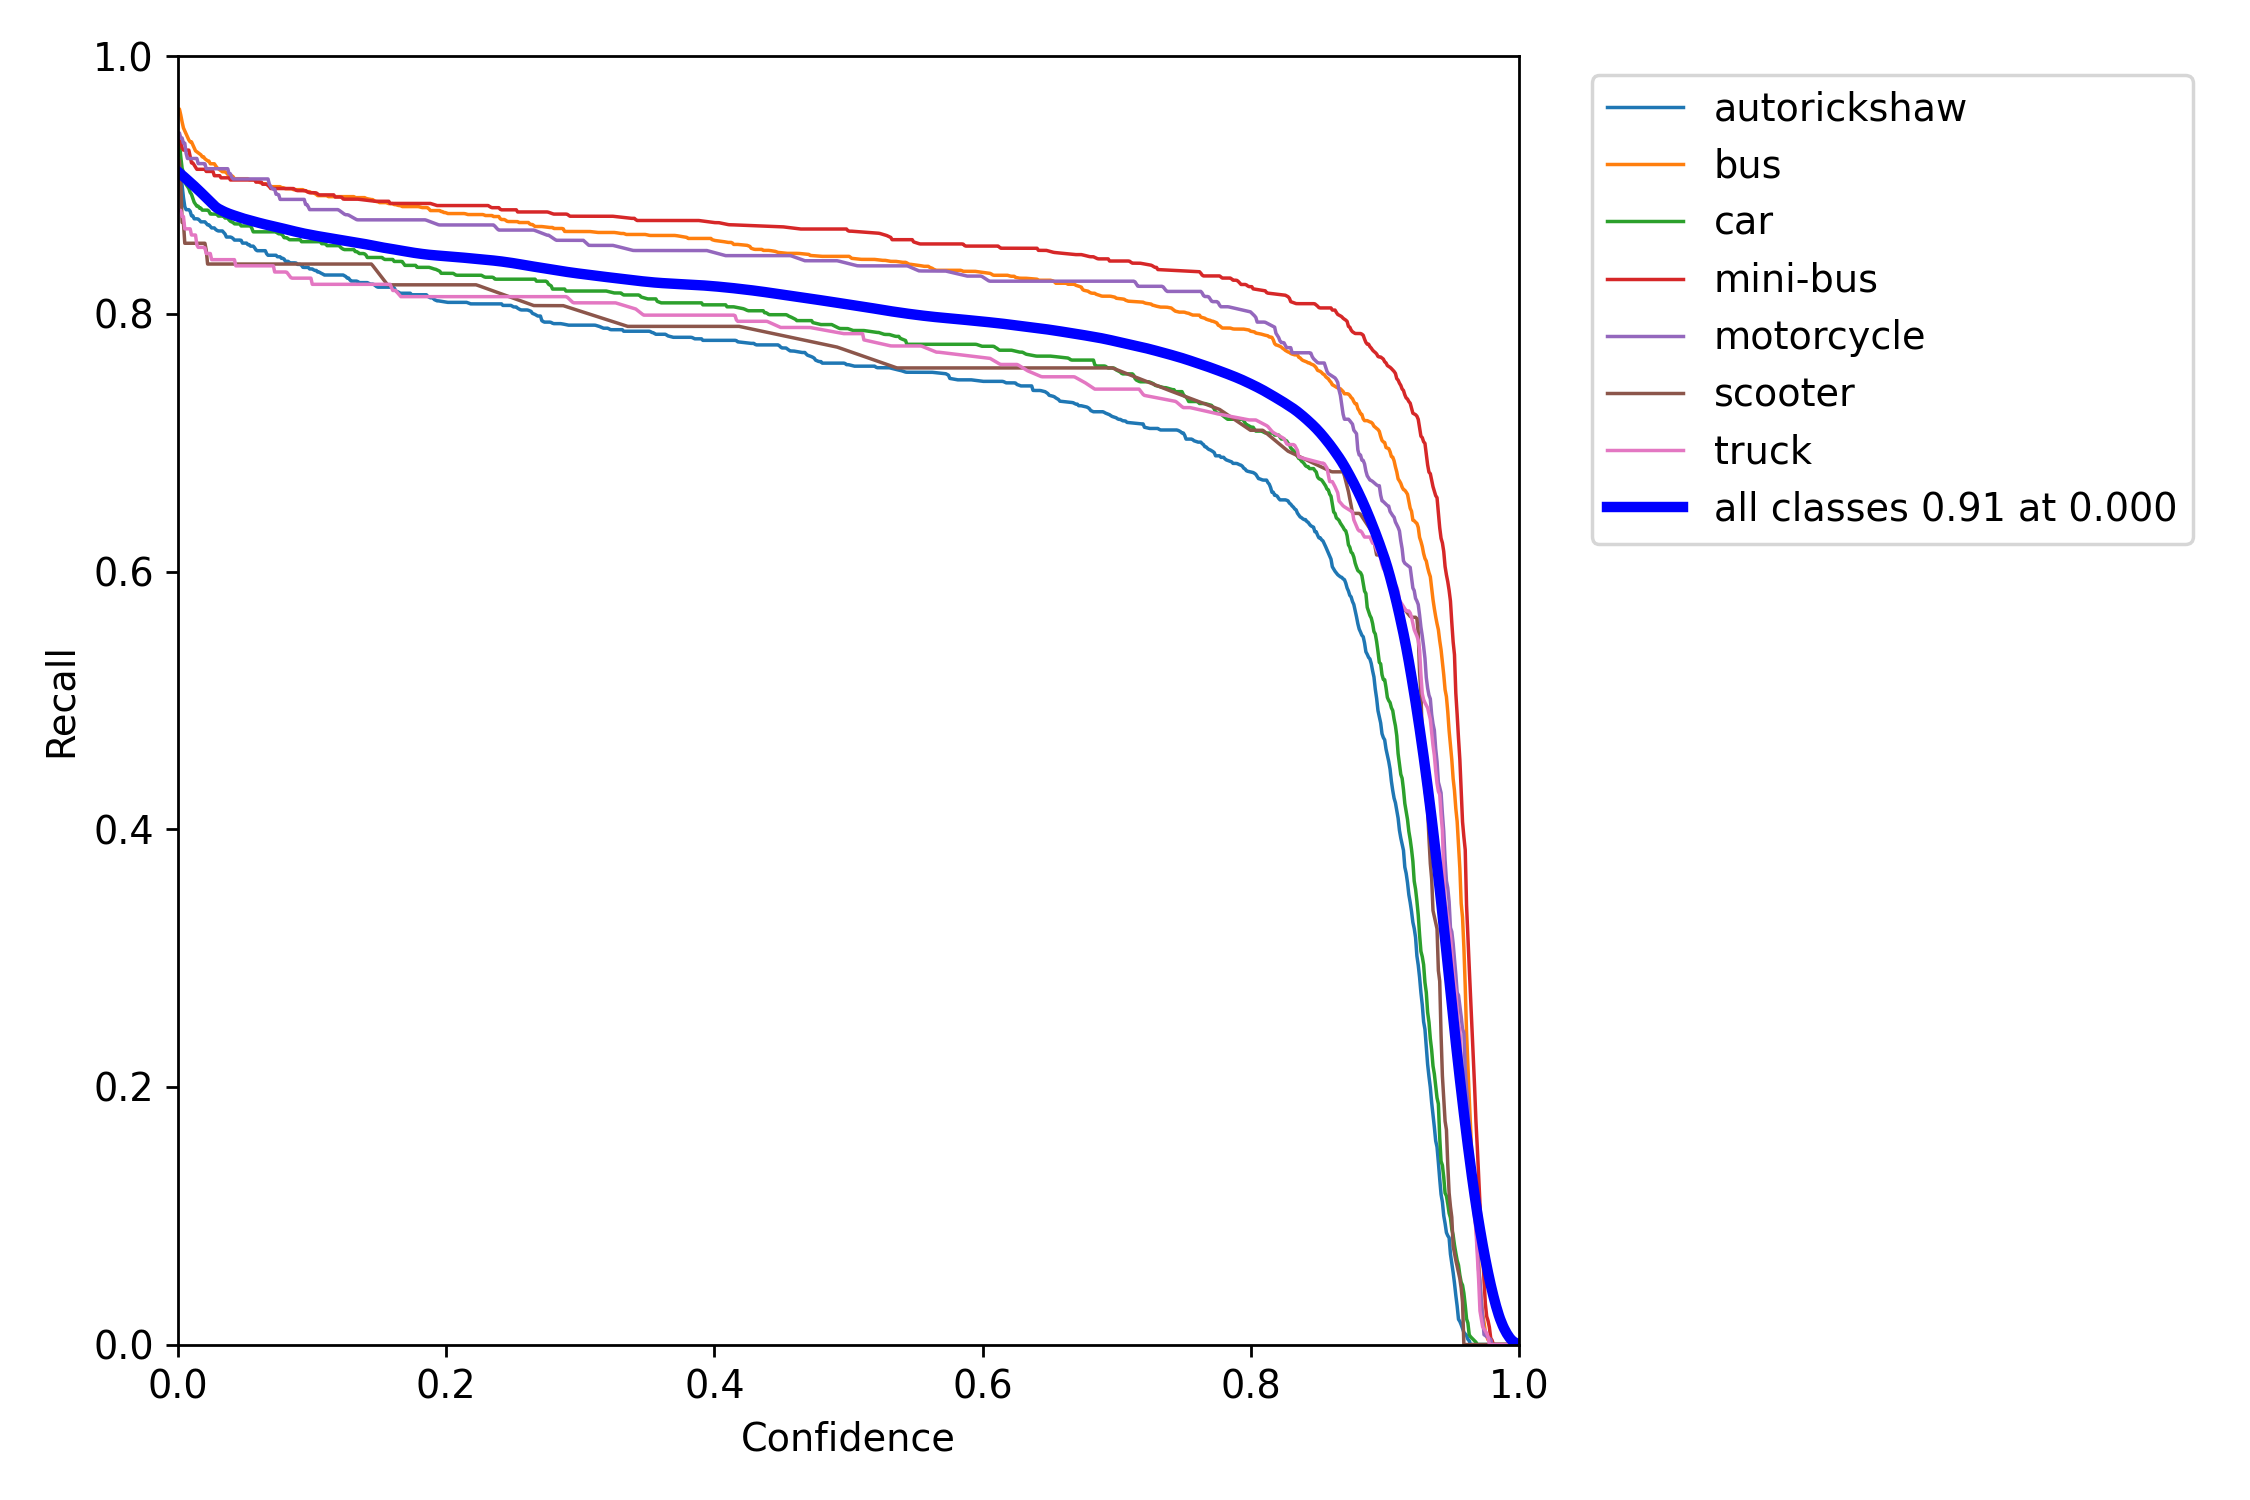 1.0
0.8
0.6
0.4
0.2
0.0
Recall
0.0 0.2 0.4 0.6 0.8 1.0
Confidence
autorickshaw
bus
car
mini-bus
motorcycle
scooter
truck
all classes 0.91 at 0.000